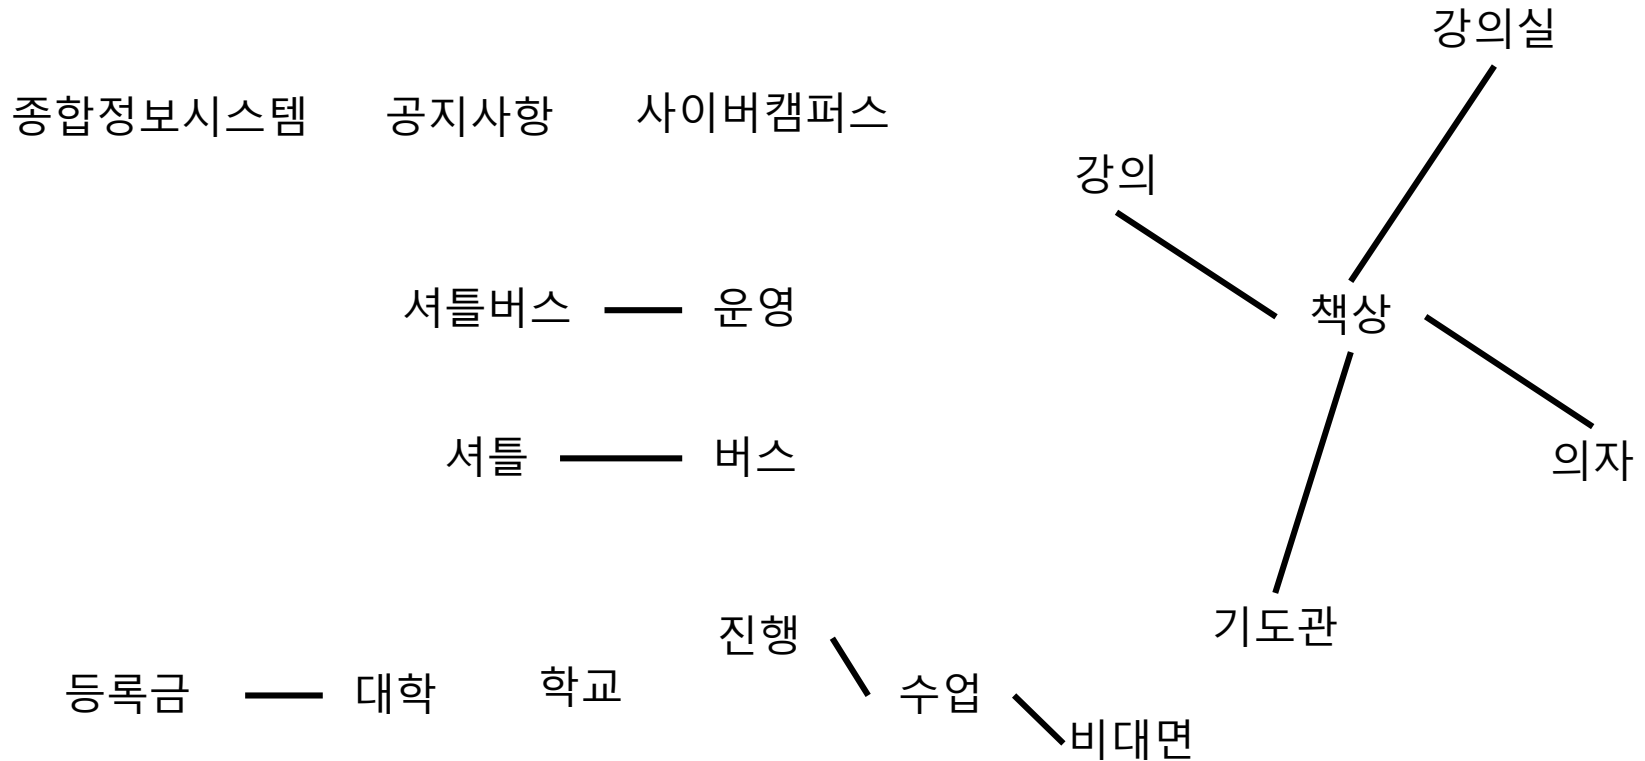 강의실
종합정보시스템 공지사항 사이버캠퍼스
강의
셔틀버스 운영
책상
셔틀 버스
의자
기도관
진행
등록금 대학 학교 수업
비대면